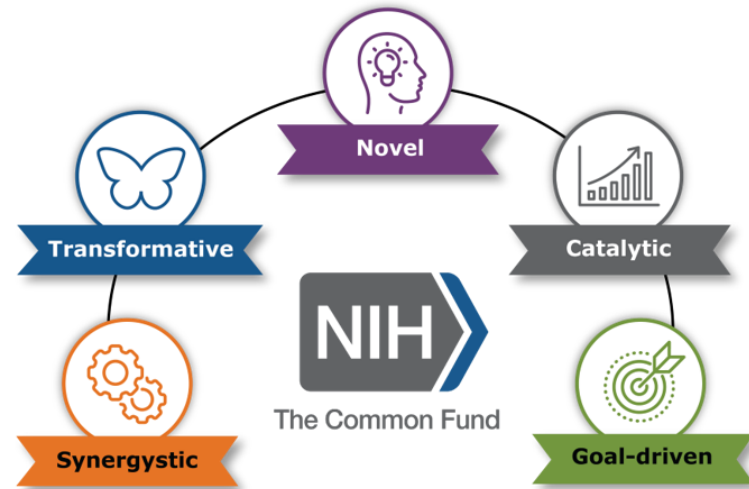 Novel
Transformative
Catalytic
NIH
The Common Fund
Synergystic
Goal-driven